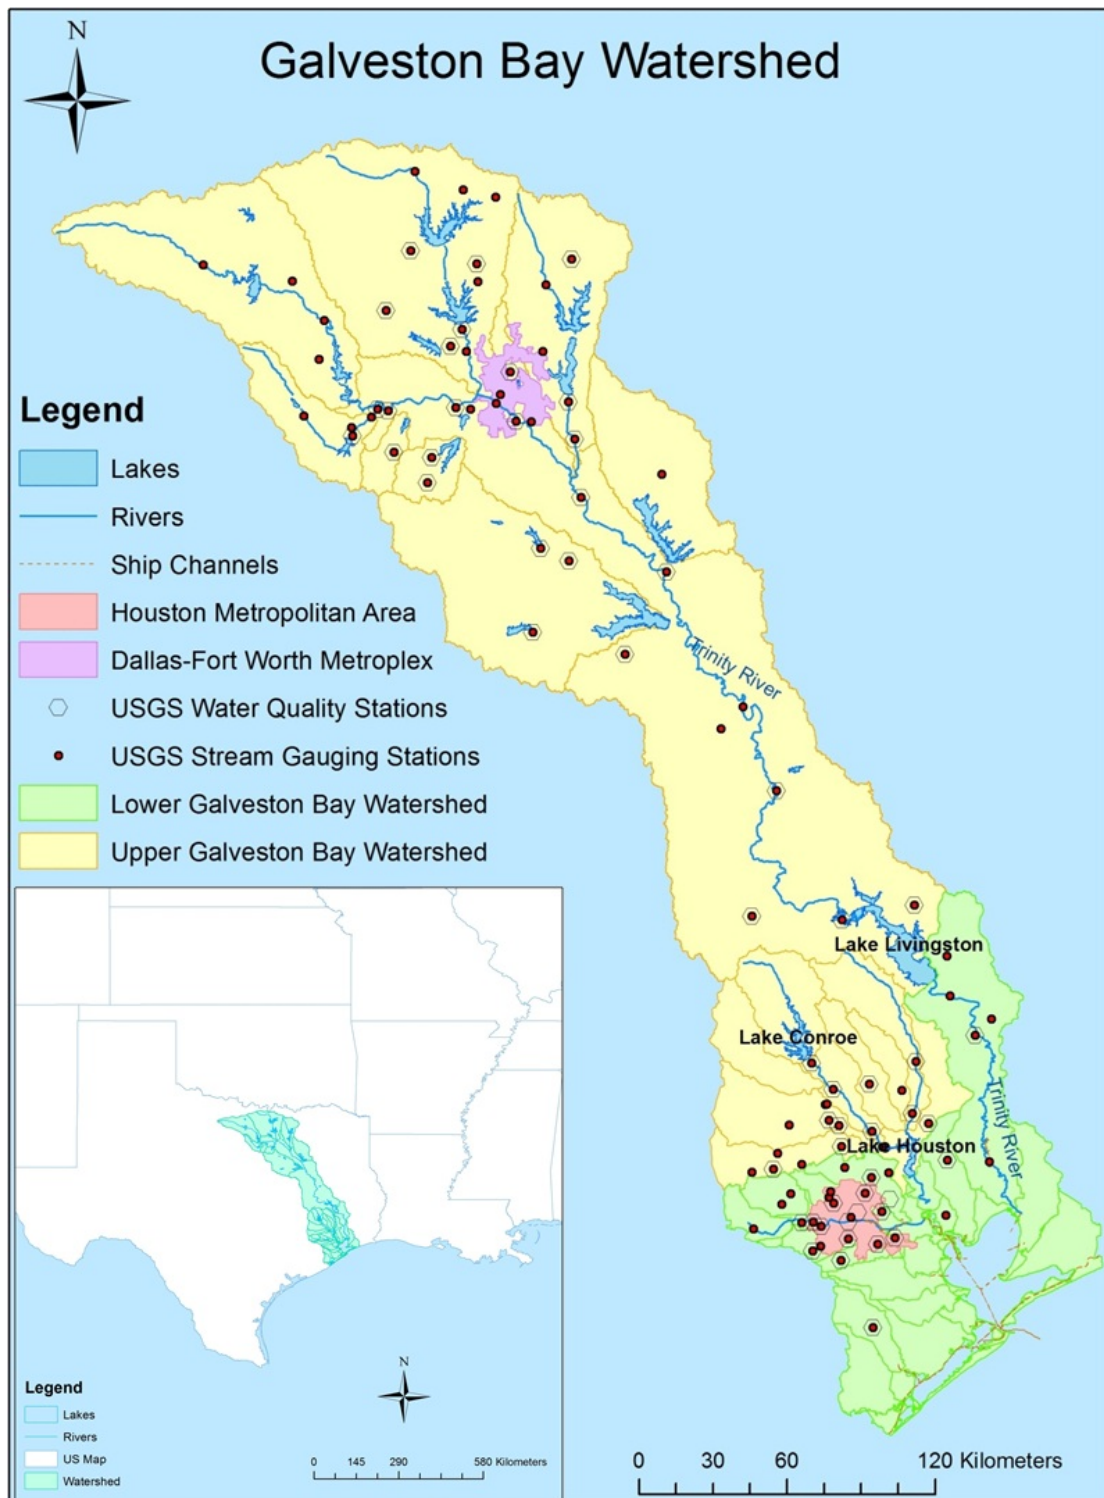 N
Galveston Bay Watershed
Legend
Lakes
Rivers
Ship Channels
Houston Metropolitan Area
Dallas-Fort Worth Metroplex
USGS Water Quality Stations
USGS Stream Gauging Stations
Lower Galveston Bay Watershed
Upper Galveston Bay Watershed
Trinity River
Lake Livingston
Lake Conroe
Lake Houston
Trinity River
N
Legend
Lakes
Rivers
US Map
Watershed
0 145 290 580 Kilometers
0 30 60 120 Kilometers